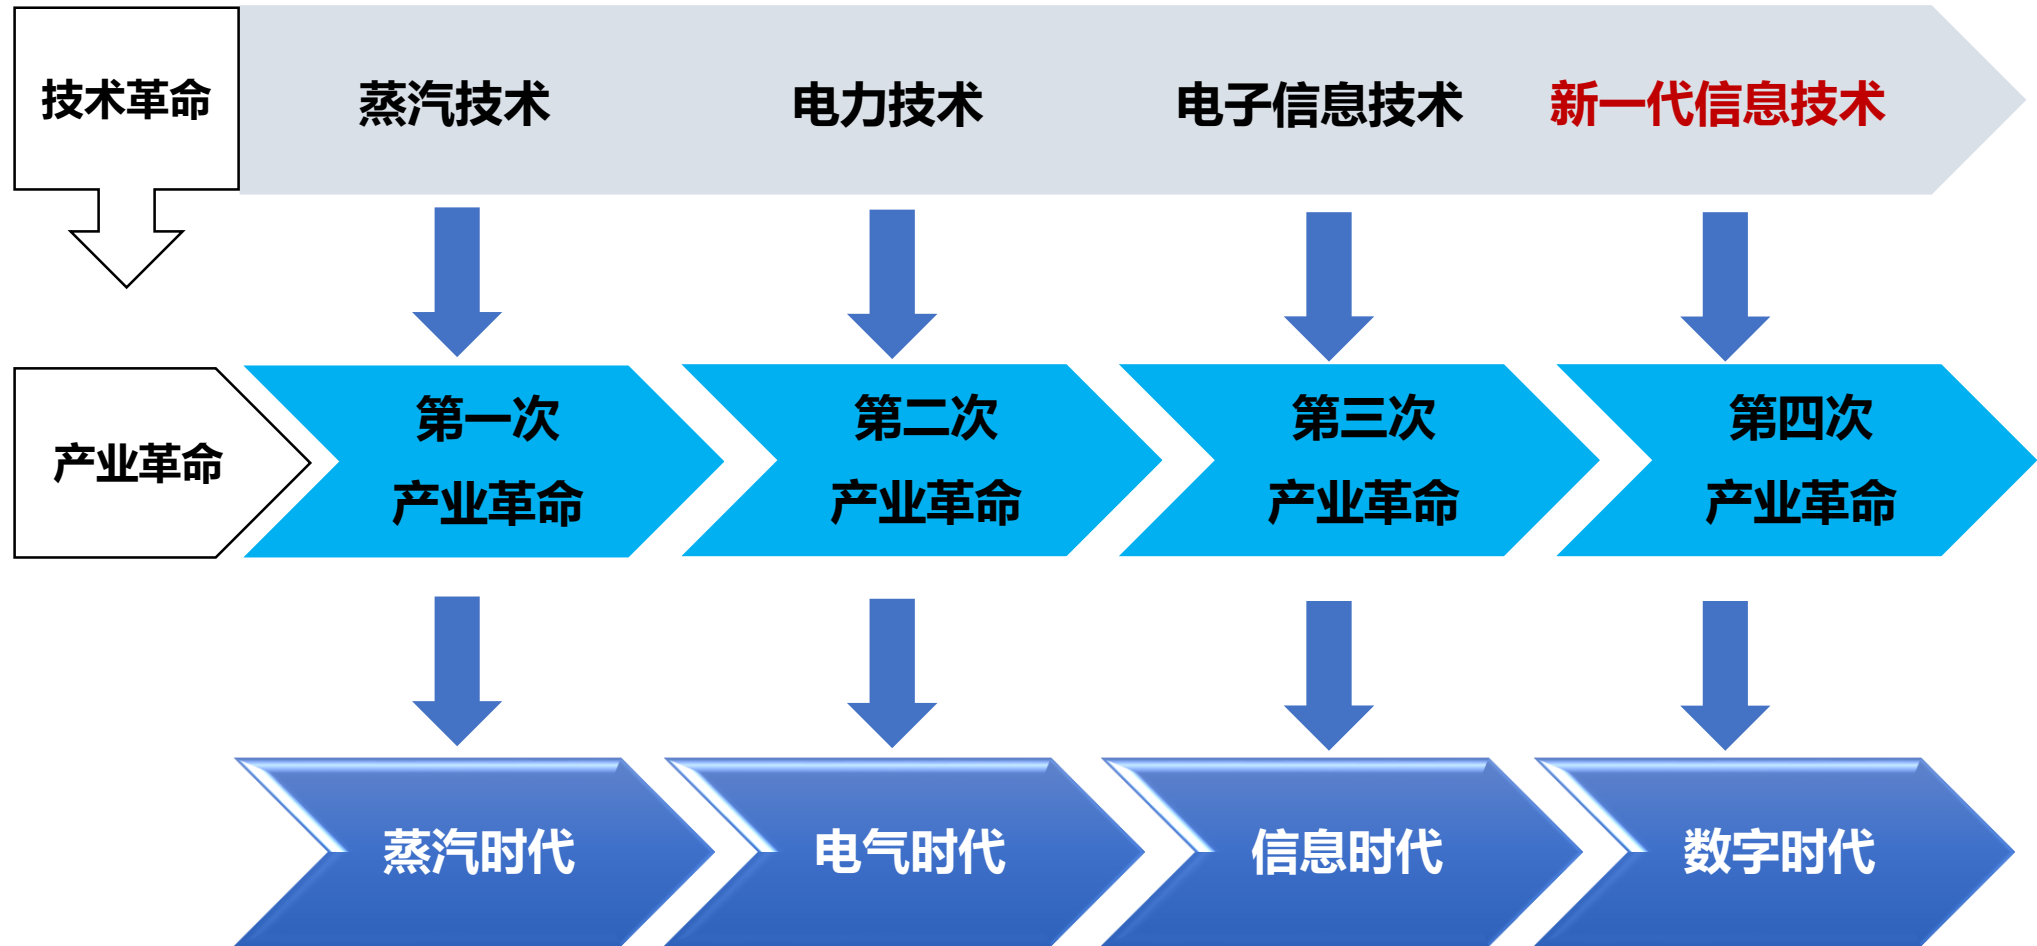 技术革命
蒸汽技术
电力技术
电子信息技术
新一代信息技术
产业革命
第一次
产业革命
第二次
产业革命
第三次
产业革命
第四次
产业革命
蒸汽时代
电气时代
信息时代
数字时代